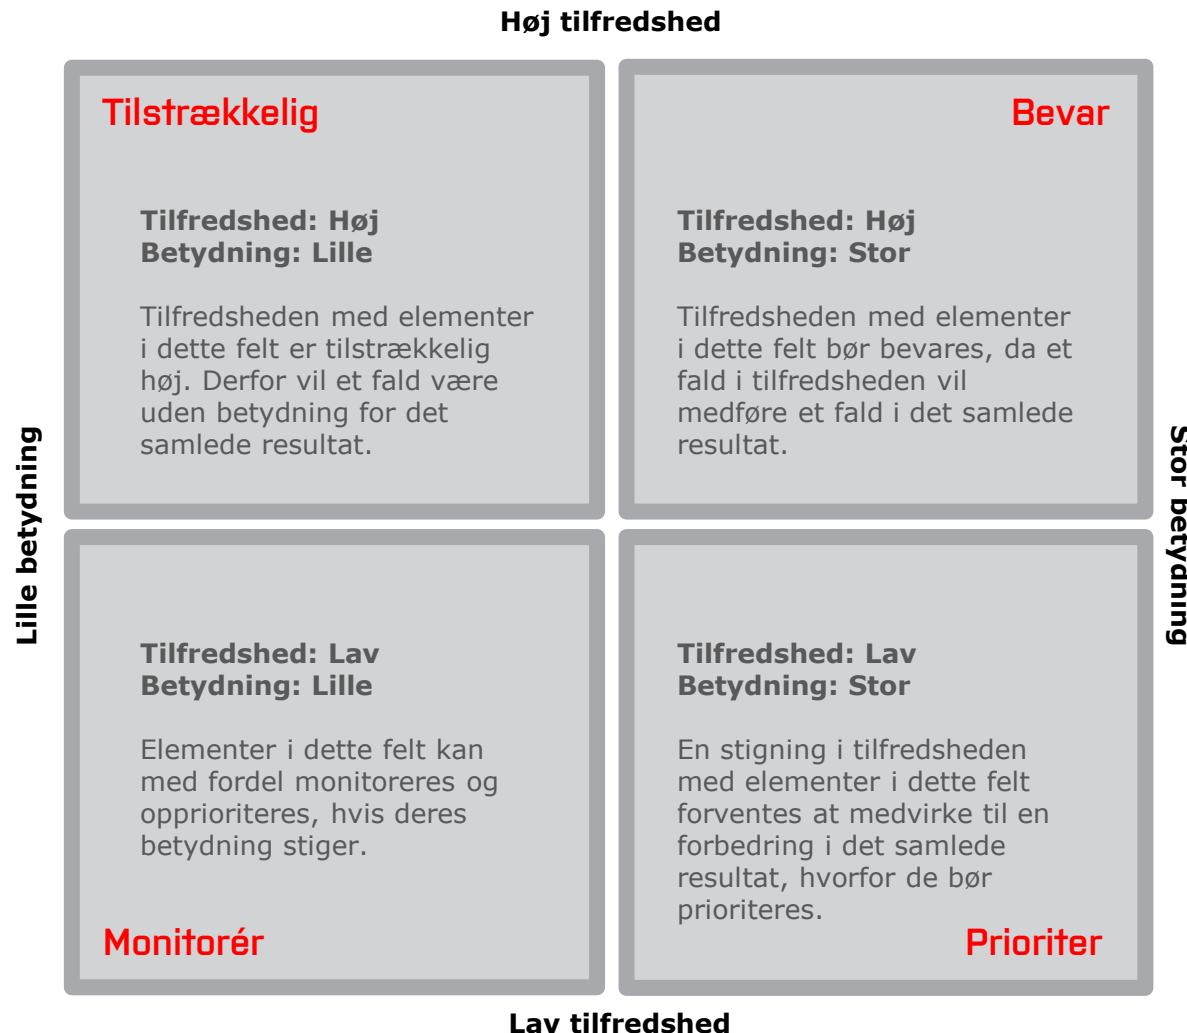 Høj tilfredshed
Tilstrækkelig
Tilfredshed: Høj
Betydning: Lille
Tilfredsheden med elementer
i dette felt er tilstrækkelig
høj. Derfor vil et fald være
uden betydning for det
samlede resultat.
Bevar
Tilfredshed: Høj
Betydning: Stor
Tilfredsheden med elementer
i dette felt bør bevares, da et
fald i tilfredsheden vil
medføre et fald i det samlede
resultat.
Lille betydning
Stor betydning
Tilfredshed: Lav
Betydning: Lille
Elementer i dette felt kan
med fordel monitoreres og
opprioriteres, hvis deres
betydning stiger.
Monitorér
Tilfredshed: Lav
Betydning: Stor
En stigning i tilfredsheden
med elementer i dette felt
forventes at medvirke til en
forbedring i det samlede
resultat, hvorfor de bør
prioriteres.
Prioriter
Lav tilfredshed